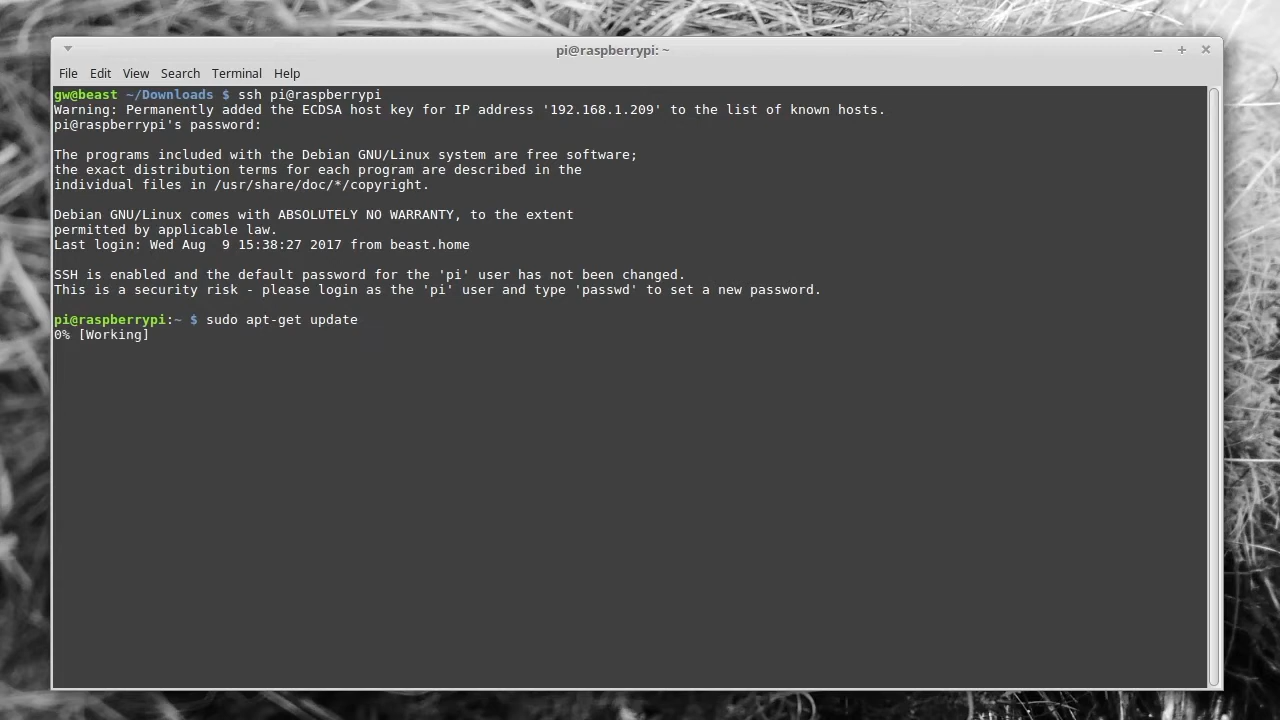 pi@raspberrypi: ~
File Edit View Search Terminal Help
gw@beast ~/Downloads $ ssh pi@raspberrypi
Warning: Permanently added the ECDSA host key for IP address '192.168.1.209' to the list of known hosts.
pi@raspberrypi's password:
The programs included with the Debian GNU/Linux system are free software;
the exact distribution terms for each program are described in the
individual files in /usr/share/doc/*/copyright.
Debian GNU/Linux comes with ABSOLUTELY NO WARRANTY, to the extent
permitted by applicable law.
Last login: Wed Aug  9 15:38:27 2017 from beast.home
SSH is enabled and the default password for the 'pi' user has not been changed.
This is a security risk - please login as the 'pi' user and type 'passwd' to set a new password.
pi@raspberrypi:~ $ sudo apt-get update
0% [Working]